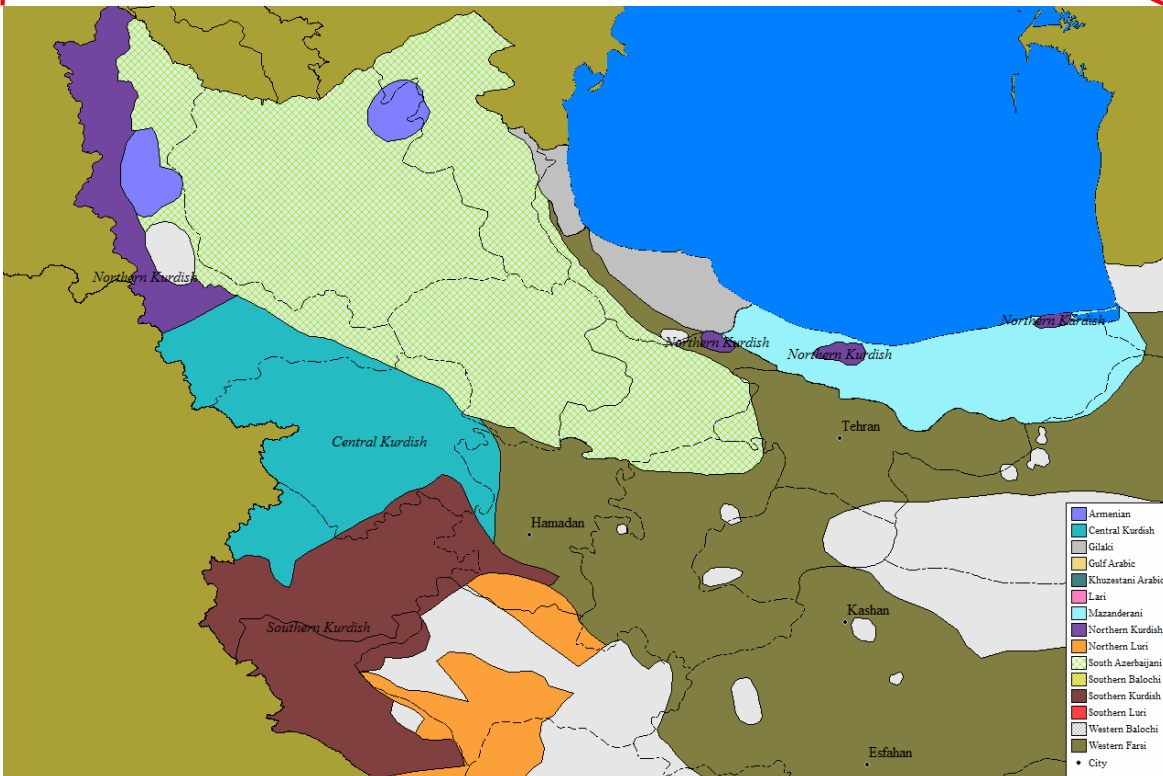 Northern Kurdish
Northern Kurdish
Northern Kurdish
Northern Kurdish
Tehran
Central Kurdish
Hamadan
Kashan
Southern Kurdish
Esfahan
Armenian
Central Kurdish
Gilaki
Gulf Arabic
Khuzestani Arabic
Lari
Mazanderani
Northern Kurdish
Northern Luri
South Azerbaijani
Southern Balochi
Southern Kurdish
Southern Luri
Western Balochi
Western Farsi
City